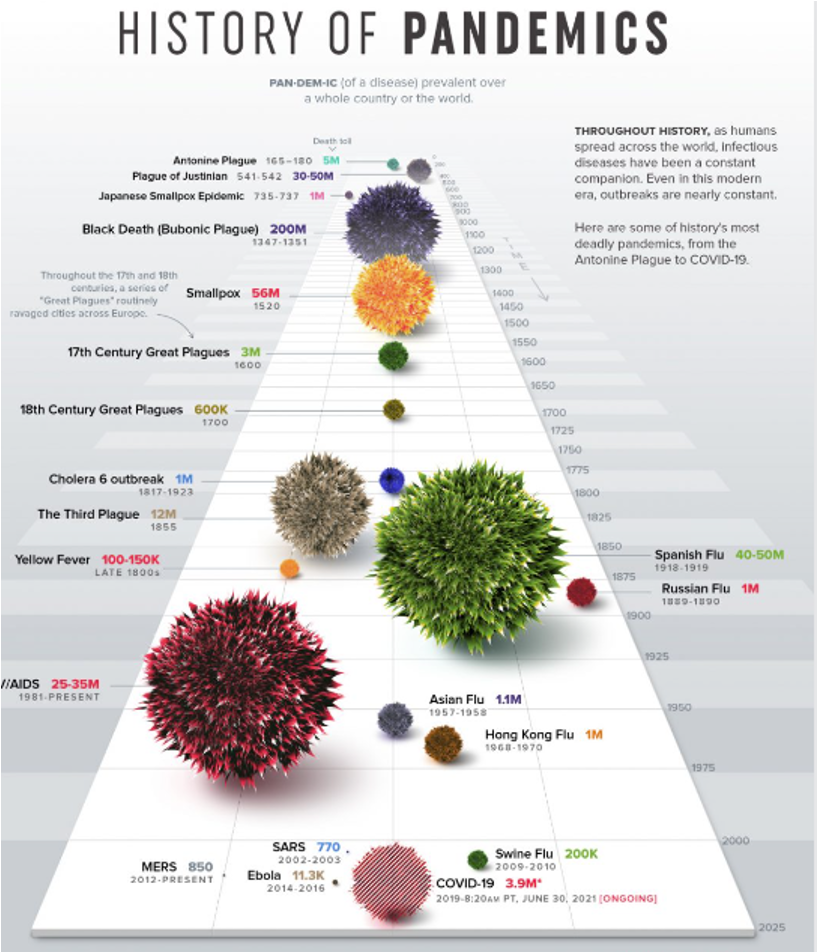 HISTORY OF PANDEMICS
PAN·DEM·IC (of a disease) prevalent over
a whole country or the world.
THROUGHOUT HISTORY, as humans
spread across the world, infectious
diseases have been a constant
companion. Even in this modern
era, outbreaks are nearly constant.
Here are some of history's most
deadly pandemics, from the
Antonine Plague to COVID-19.
Death toll
Antonine Plague 165-180 5M
Plague of Justinian 541-542 30-50M
Japanese Smallpox Epidemic 735-737 1M
Black Death (Bubonic Plague) 200M
1347-1351
Throughout the 17th and 18th
centuries, a series of
"Great Plagues" routinely
ravaged cities across Europe.
Smallpox 56M
1520
17th Century Great Plagues 3M
1600
18th Century Great Plagues 600K
1700
Cholera 6 outbreak 1M
1817-1923
The Third Plague 12M
1855
Yellow Fever 100-150K
LATE 1800s
Spanish Flu 40-50M
1918-1919
Russian Flu 1M
1889-1890
//AIDS 25-35M
1981-PRESENT
Asian Flu 1.1M
1957-1958
Hong Kong Flu 1M
1968-1970
SARS 770
2002-2003
MERS 850
2012-PRESENT
Ebola 11.3K
2014-2016
Swine Flu 200K
2009-2010
COVID-19 3.9M*
2019-8:20AM PT, JUNE 30, 2021 [ONGOING]
TIME
0
600
700
800
900
1000
1100
1200
1300
1400
1450
1500
1550
1600
1650
1700
1725
1750
1775
1800
1825
1850
1875
1900
1925
1950
1975
2000
2025